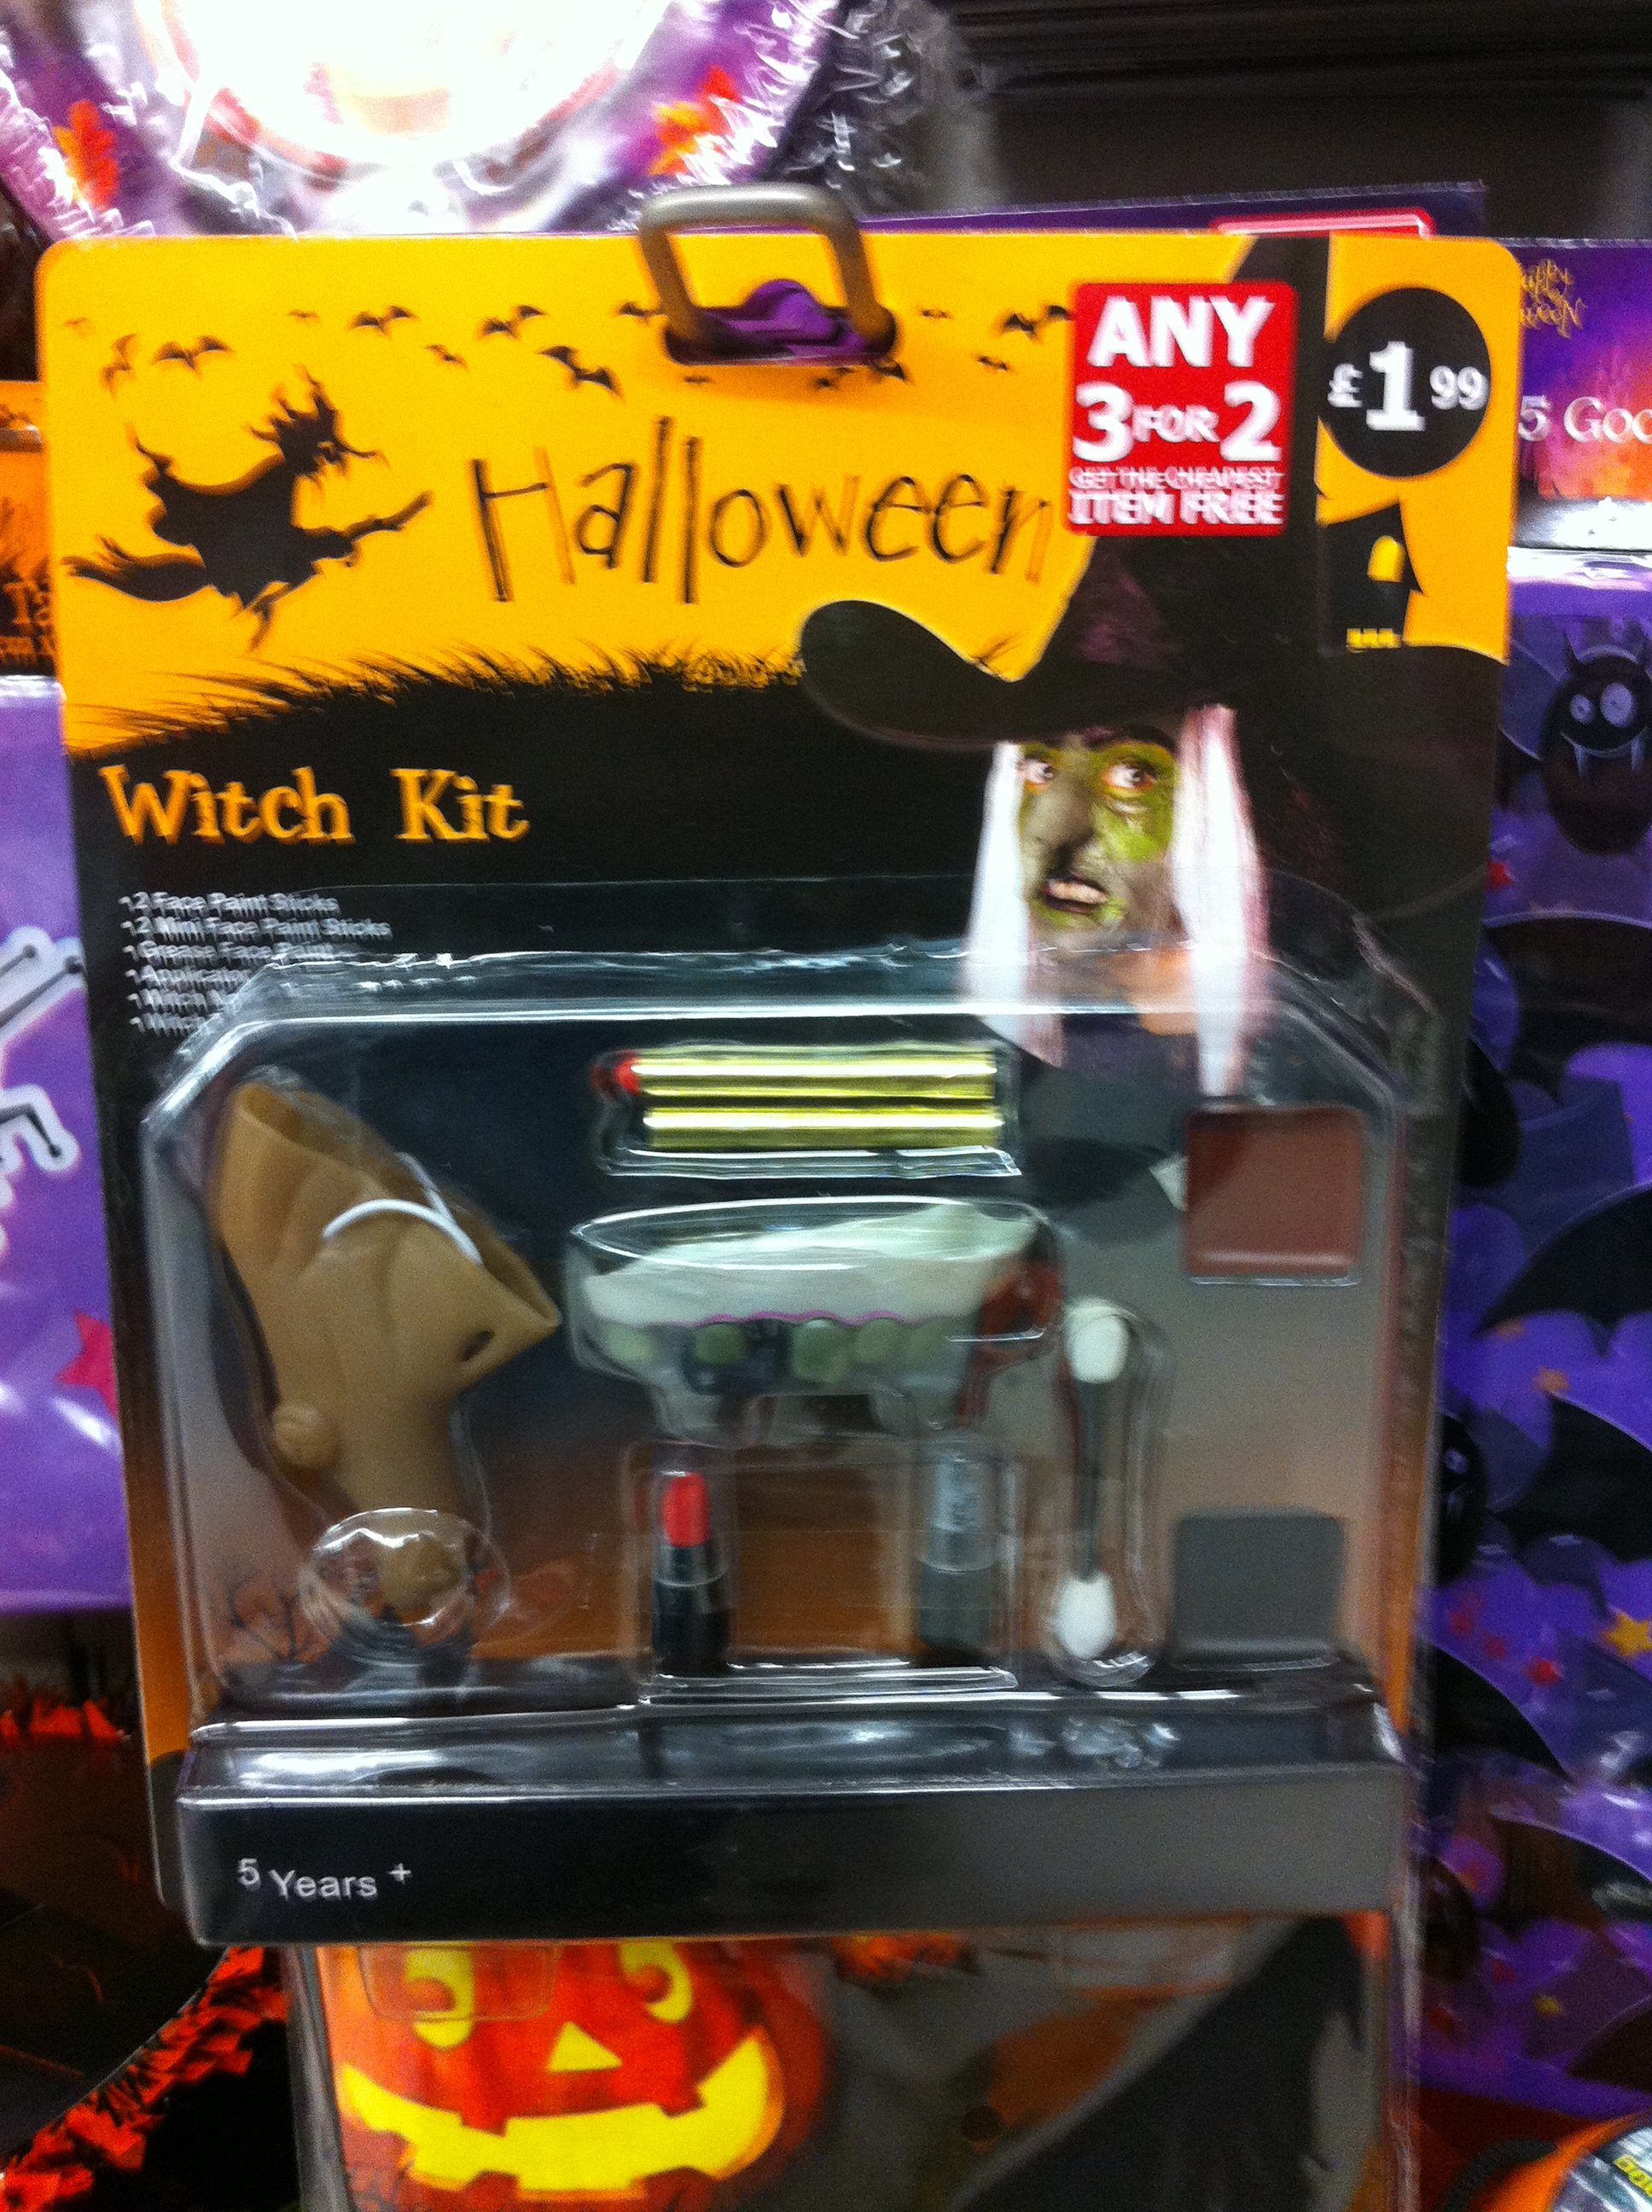 ANY
3 FOR 2
GET THE CHEAPEST
ITEM FREE
£1.99
Halloween
Witch Kit
2 Face Paint Sticks
2 Mini Face Paint Sticks
5 Years +